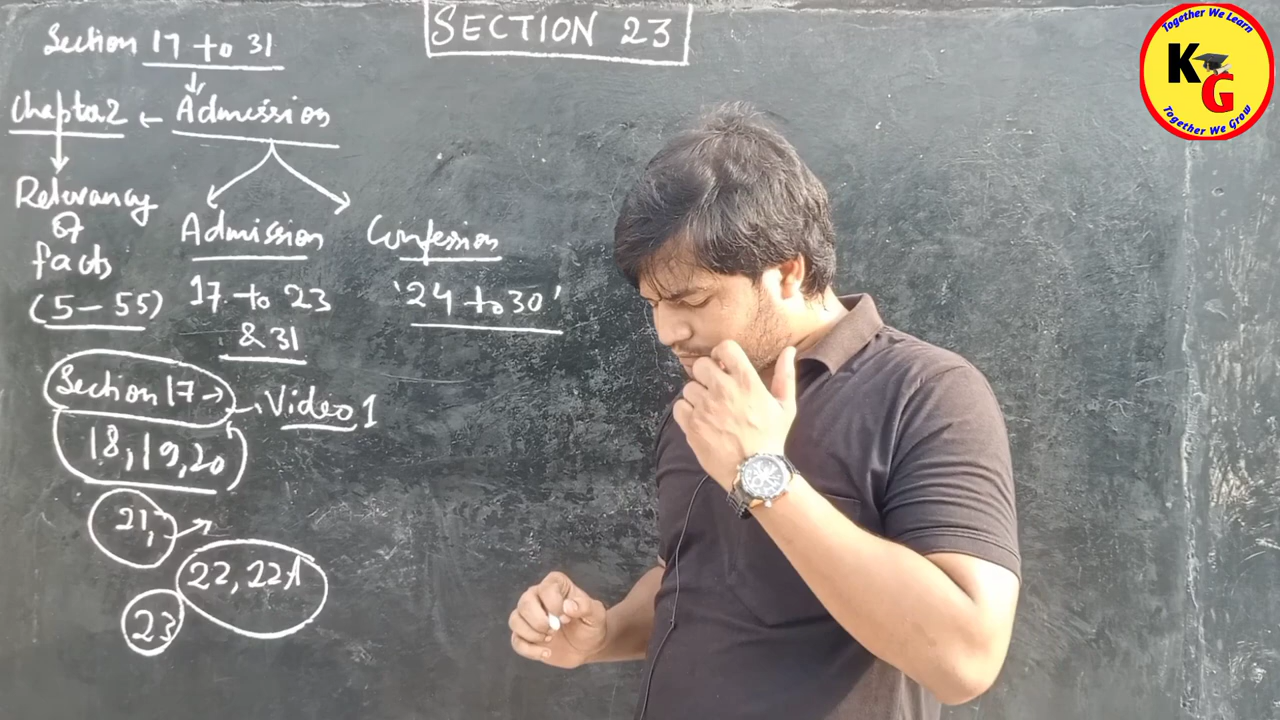 SECTION 23
Section 17 to 31
Chapter 2 ← Admission
Relevancy
of
facts
(5-55)
Admission
17 to 23
& 31
Confession
'24 to 30'
Section 17 →
Video 1
18, 19, 20
21,
22, 22A
23
Together We Learn
KG
Together We Grow